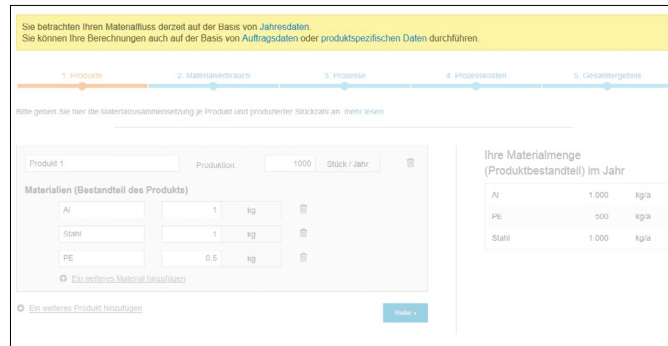 Sie betrachten Ihren Materialfluss derzeit auf der Basis von Jahresdaten.
Sie können Ihre Berechnungen auch auf der Basis von Auftragsdaten oder produktspezifischen Daten durchführen.
1. Produkte
2. Materialverbrauch
3. Prozesse
4. Prozesskosten
5. Gesamtergebnis
Bitte geben Sie hier die Materialzusammensetzung je Produkt und produzierter Stückzahl an. mehr lesen
Produkt 1 Produktion: 1000 Stück / Jahr
Materialien (Bestandteil des Produkts)
Al 1 kg
Stahl 1 kg
PE 0.5 kg
Ein weiteres Material hinzufügen
Ein weiteres Produkt hinzufügen
Weiter »
Ihre Materialmenge
(Produktbestandteil) im Jahr
Al 1.000 kg/a
PE 500 kg/a
Stahl 1.000 kg/a